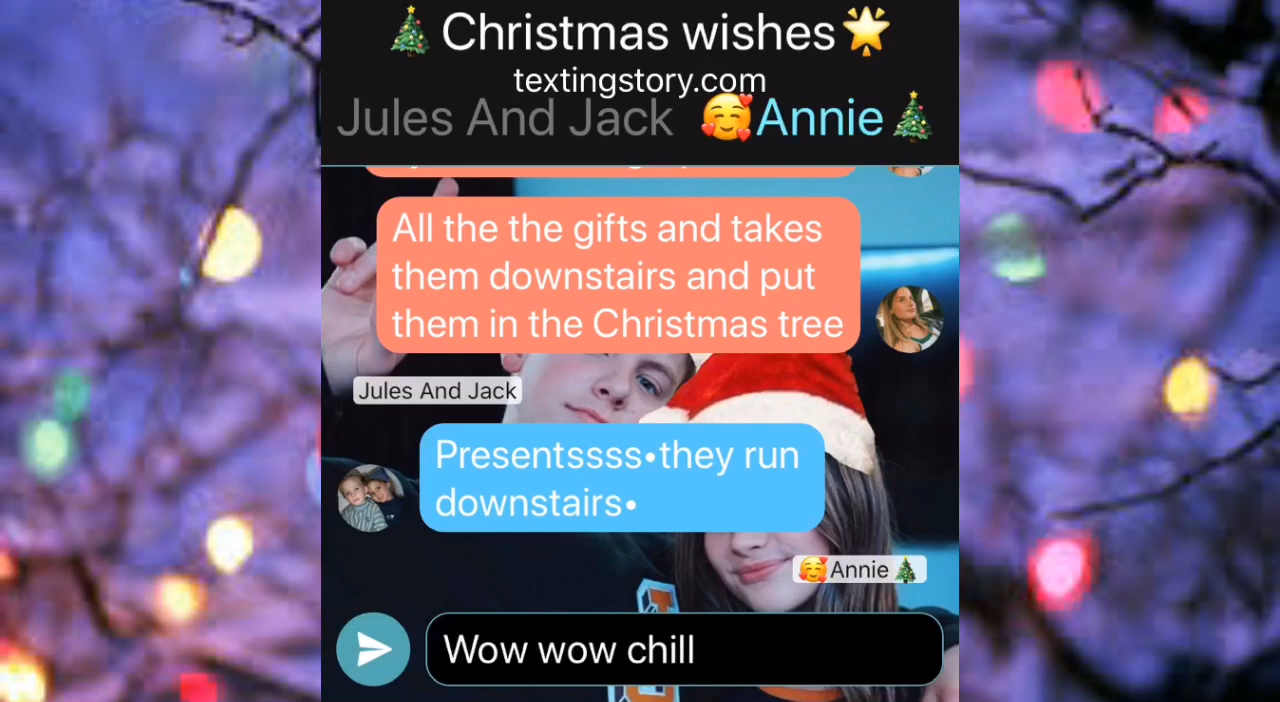 🎄Christmas wishes🌟
textingstory.com
Jules And Jack 🥰Annie🎄
All the the gifts and takes
them downstairs and put
them in the Christmas tree
Jules And Jack
Presentssss•they run
downstairs•
🥰Annie🎄
Wow wow chill